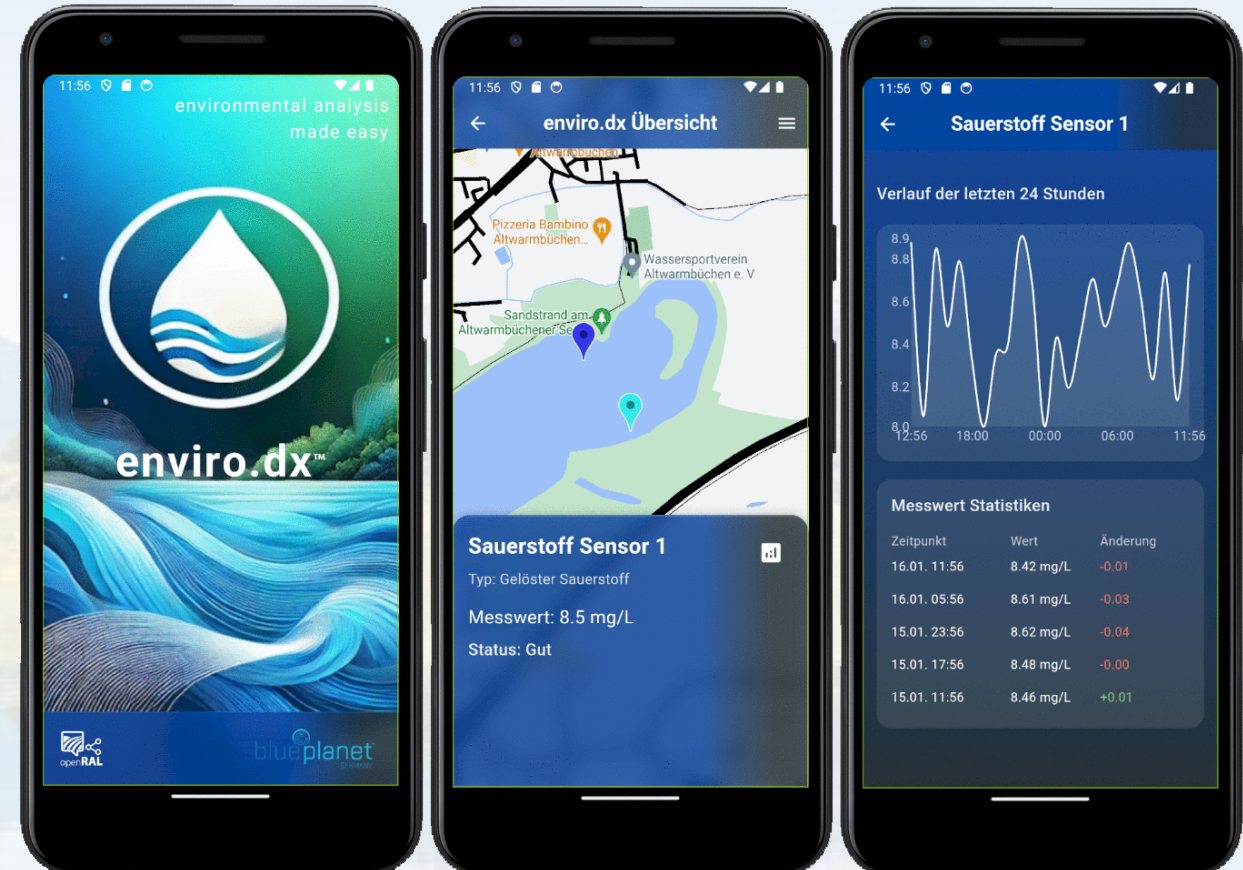 11:56
environmental analysis
made easy
enviro.dx™
openRAL
blueplanet
11:56
enviro.dx Übersicht
Altwarmbüchen
Pizzeria Bambino
Altwarmbüchen...
Wassersportverein
Altwarmbüchen e. V
Sandstrand am
Altwarmbüchener Se
Sauerstoff Sensor 1
Typ: Gelöster Sauerstoff
Messwert: 8.5 mg/L
Status: Gut
11:56
Sauerstoff Sensor 1
Verlauf der letzten 24 Stunden
8.9
8.8
8.6
8.4
8.2
8.0
12:56 18:00 00:00 06:00 11:56
Messwert Statistiken
Zeitpunkt Wert Änderung
16.01. 11:56 8.42 mg/L -0.01
16.01. 05:56 8.61 mg/L -0.03
15.01. 23:56 8.62 mg/L -0.04
15.01. 17:56 8.48 mg/L -0.00
15.01. 11:56 8.46 mg/L +0.01